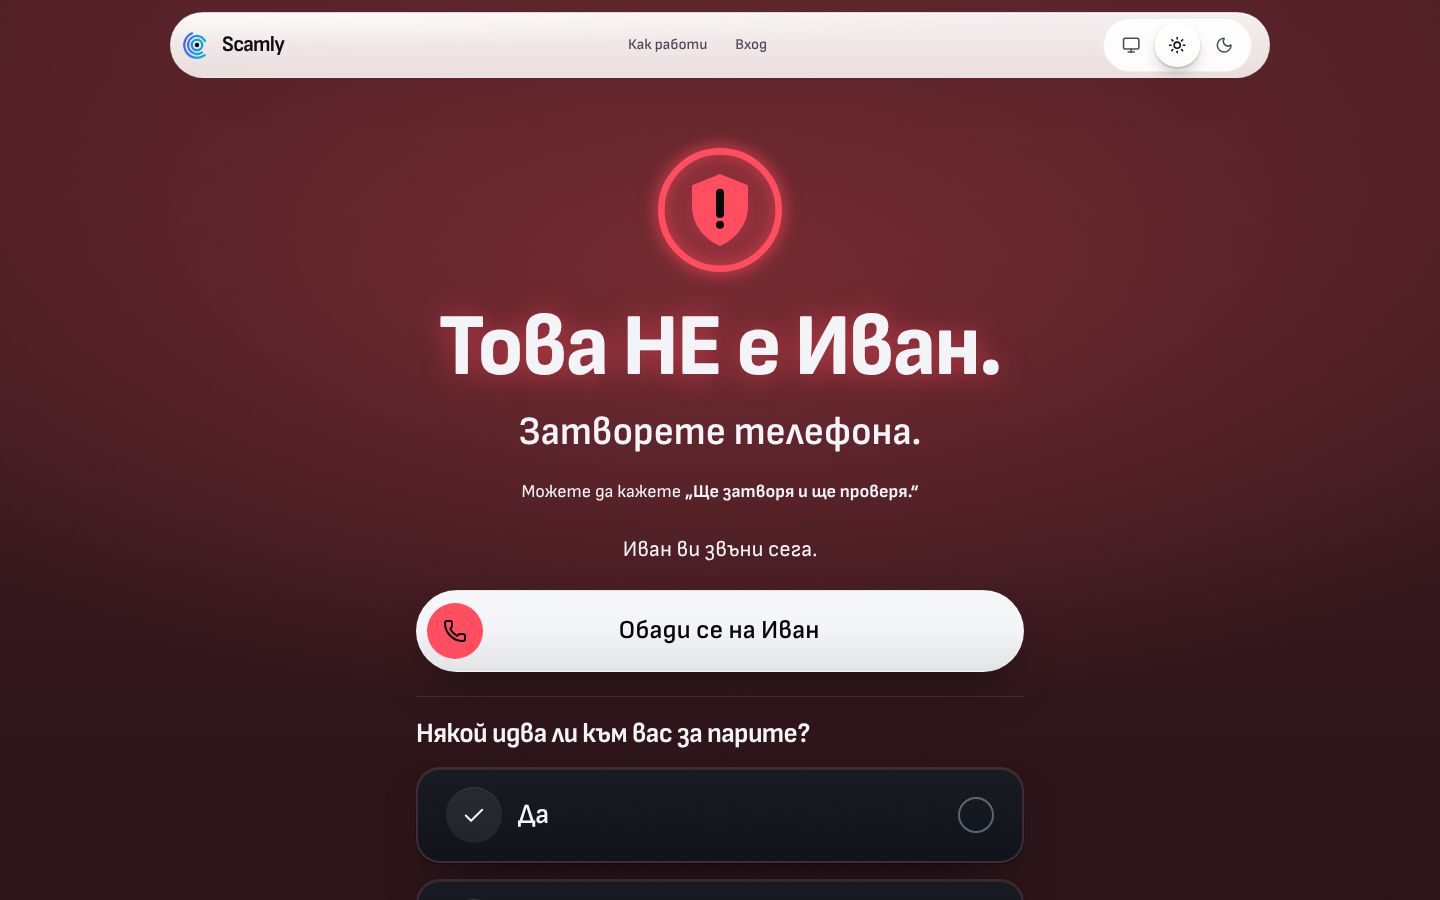 Scamly
Как работи
Вход
Това НЕ е Иван.
Затворете телефона.
Можете да кажете „Ще затворя и ще проверя.“
Иван ви звъни сега.
Обади се на Иван
Някой идва ли към вас за парите?
Да